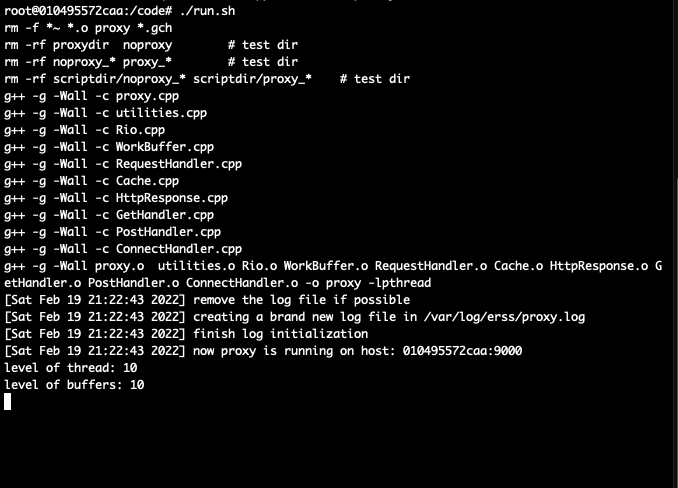 root@010495572caa:/code# ./run.sh
rm -f *~ *.o proxy *.gch
rm -rf proxydir  noproxy        # test dir
rm -rf noproxy_* proxy_*        # test dir
rm -rf scriptdir/noproxy_* scriptdir/proxy_*    # test dir
g++ -g -Wall -c proxy.cpp
g++ -g -Wall -c utilities.cpp
g++ -g -Wall -c Rio.cpp
g++ -g -Wall -c WorkBuffer.cpp
g++ -g -Wall -c RequestHandler.cpp
g++ -g -Wall -c Cache.cpp
g++ -g -Wall -c HttpResponse.cpp
g++ -g -Wall -c GetHandler.cpp
g++ -g -Wall -c PostHandler.cpp
g++ -g -Wall -c ConnectHandler.cpp
g++ -g -Wall proxy.o  utilities.o Rio.o WorkBuffer.o RequestHandler.o Cache.o HttpResponse.o G
etHandler.o PostHandler.o ConnectHandler.o -o proxy -lpthread
[Sat Feb 19 21:22:43 2022] remove the log file if possible
[Sat Feb 19 21:22:43 2022] creating a brand new log file in /var/log/erss/proxy.log
[Sat Feb 19 21:22:43 2022] finish log initialization
[Sat Feb 19 21:22:43 2022] now proxy is running on host: 010495572caa:9000
level of thread: 10
level of buffers: 10